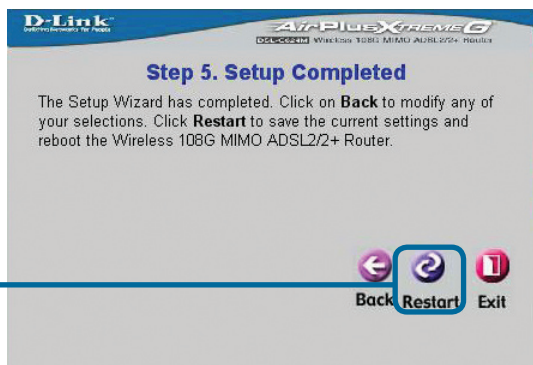 D-Link
Building Networks for People
AirPlus Xtreme G
DSL-G624M Wireless 108G MIMO ADSL2/2+ Router
Step 5. Setup Completed
The Setup Wizard has completed. Click on Back to modify any of
your selections. Click Restart to save the current settings and
reboot the Wireless 108G MIMO ADSL2/2+ Router.
Back Restart Exit